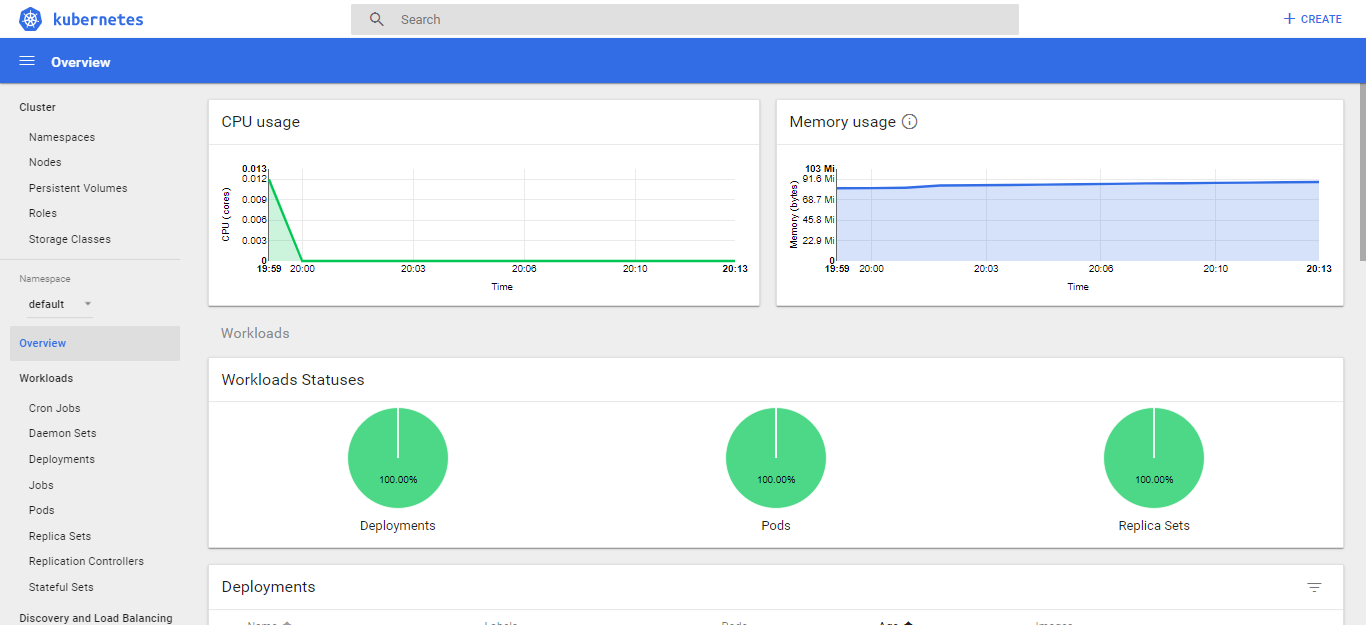 kubernetes
Search
CREATE
Overview
Cluster
Namespaces
Nodes
Persistent Volumes
Roles
Storage Classes
Namespace
default
Overview
Workloads
Cron Jobs
Daemon Sets
Deployments
Jobs
Pods
Replica Sets
Replication Controllers
Stateful Sets
Discovery and Load Balancing
CPU usage
CPU (cores)
0.013
0.012
0.009
0.006
0.003
0
19:59 20:00 20:03 20:06 20:10 20:13
Time
Memory usage
Memory (bytes)
103 Mi
91.6 Mi
68.7 Mi
45.8 Mi
22.9 Mi
0
19:59 20:00 20:03 20:06 20:10 20:13
Time
Workloads
Workloads Statuses
100.00% 100.00% 100.00%
Deployments Pods Replica Sets
Deployments
Name Labels Pods Age Images